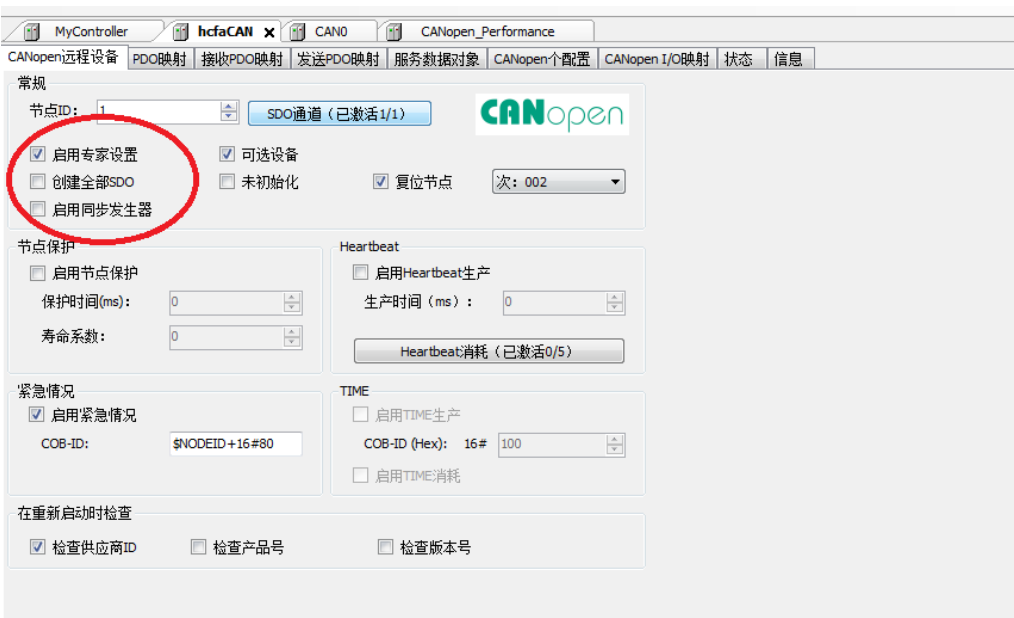 MyController hcfaCAN CAN0 CANopen_Performance
CANopen远程设备 PDO映射 接收PDO映射 发送PDO映射 服务数据对象 CANopen个配置 CANopen I/O映射 状态 信息
常规
节点ID: 1 SDO通道（已激活1/1） CANopen
启用专家设置 可选设备
创建全部SDO 未初始化 复位节点 次: 002
启用同步发生器
节点保护 Heartbeat
启用节点保护 启用Heartbeat生产
保护时间(ms): 0 生产时间（ms）: 0
寿命系数: 0
Heartbeat消耗（已激活0/5）
紧急情况 TIME
启用紧急情况 启用TIME生产
COB-ID: $NODEID+16#80 COB-ID (Hex): 16# 100
启用TIME消耗
在重新启动时检查
检查供应商ID 检查产品号 检查版本号